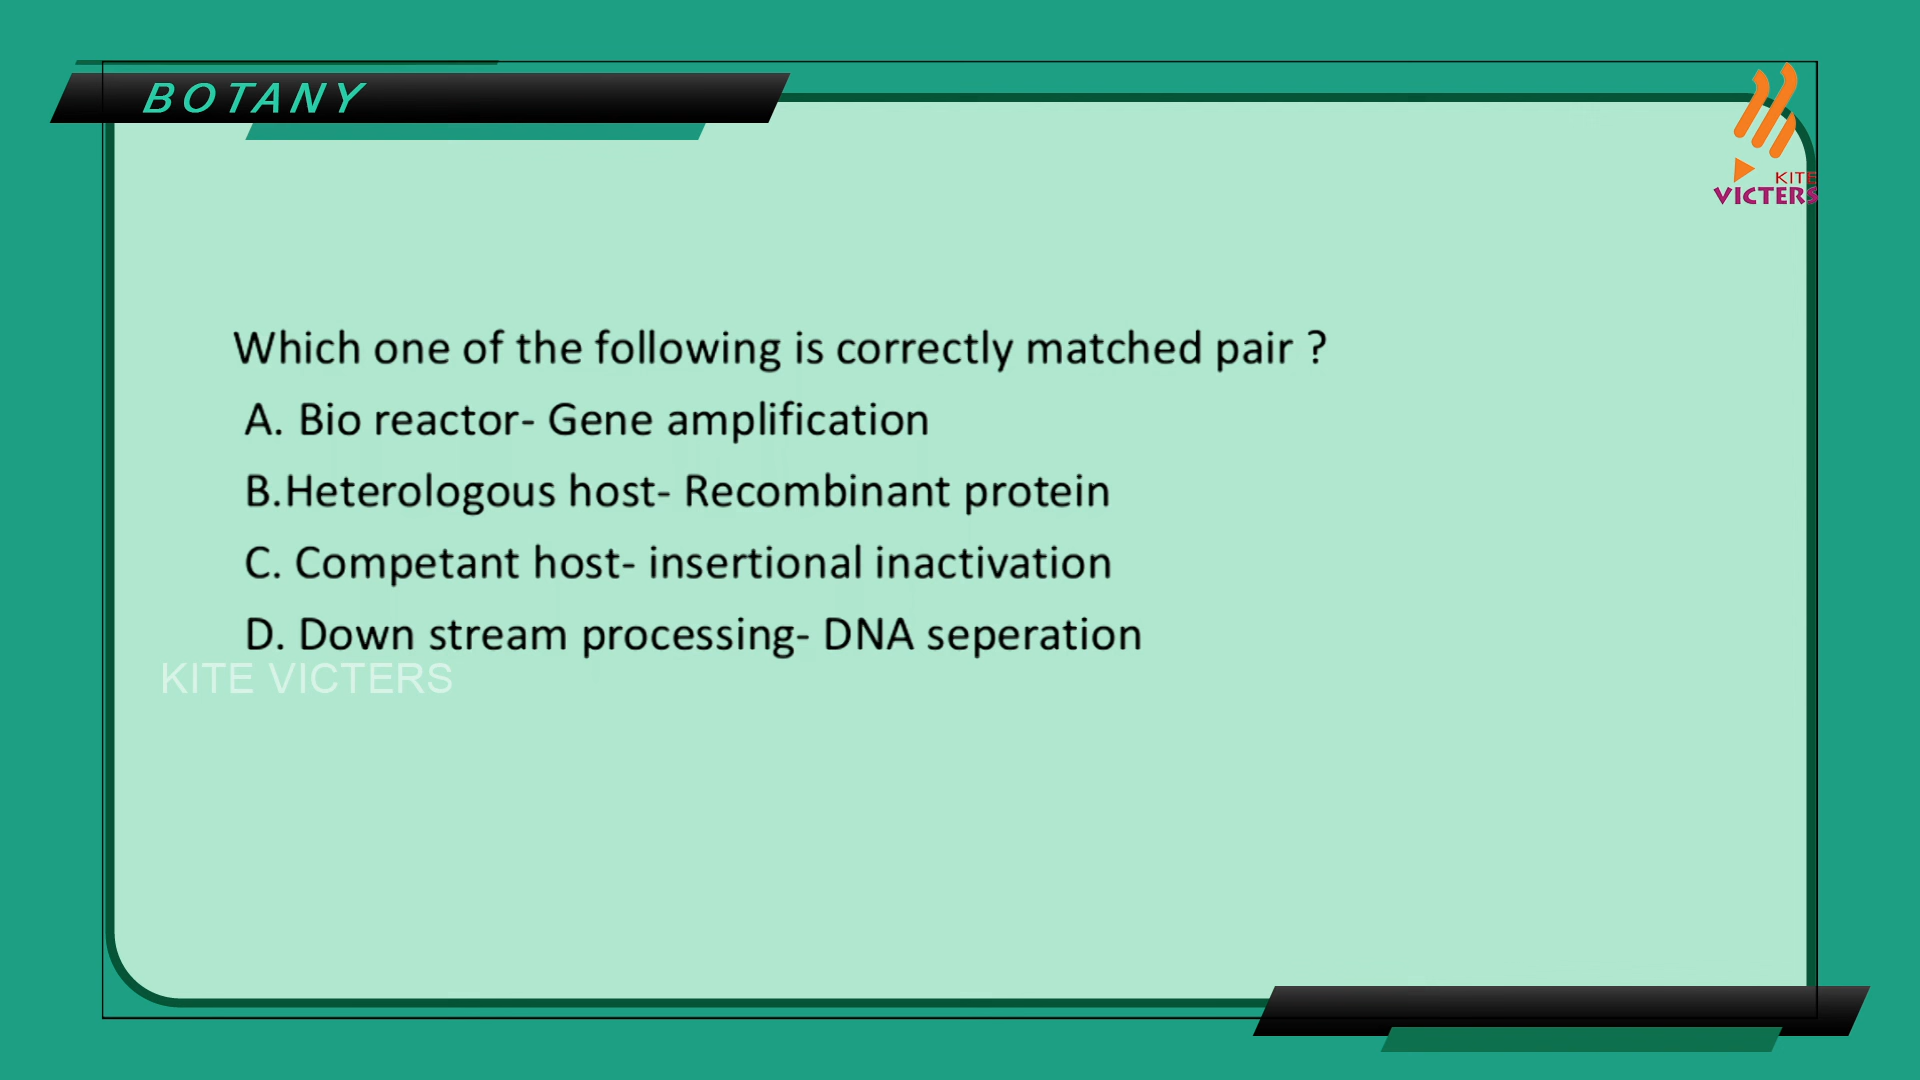 BOTANY
KITE
VICTERS
Which one of the following is correctly matched pair ?
A. Bio reactor- Gene amplification
B.Heterologous host- Recombinant protein
C. Competant host- insertional inactivation
D. Down stream processing- DNA seperation
KITE VICTERS